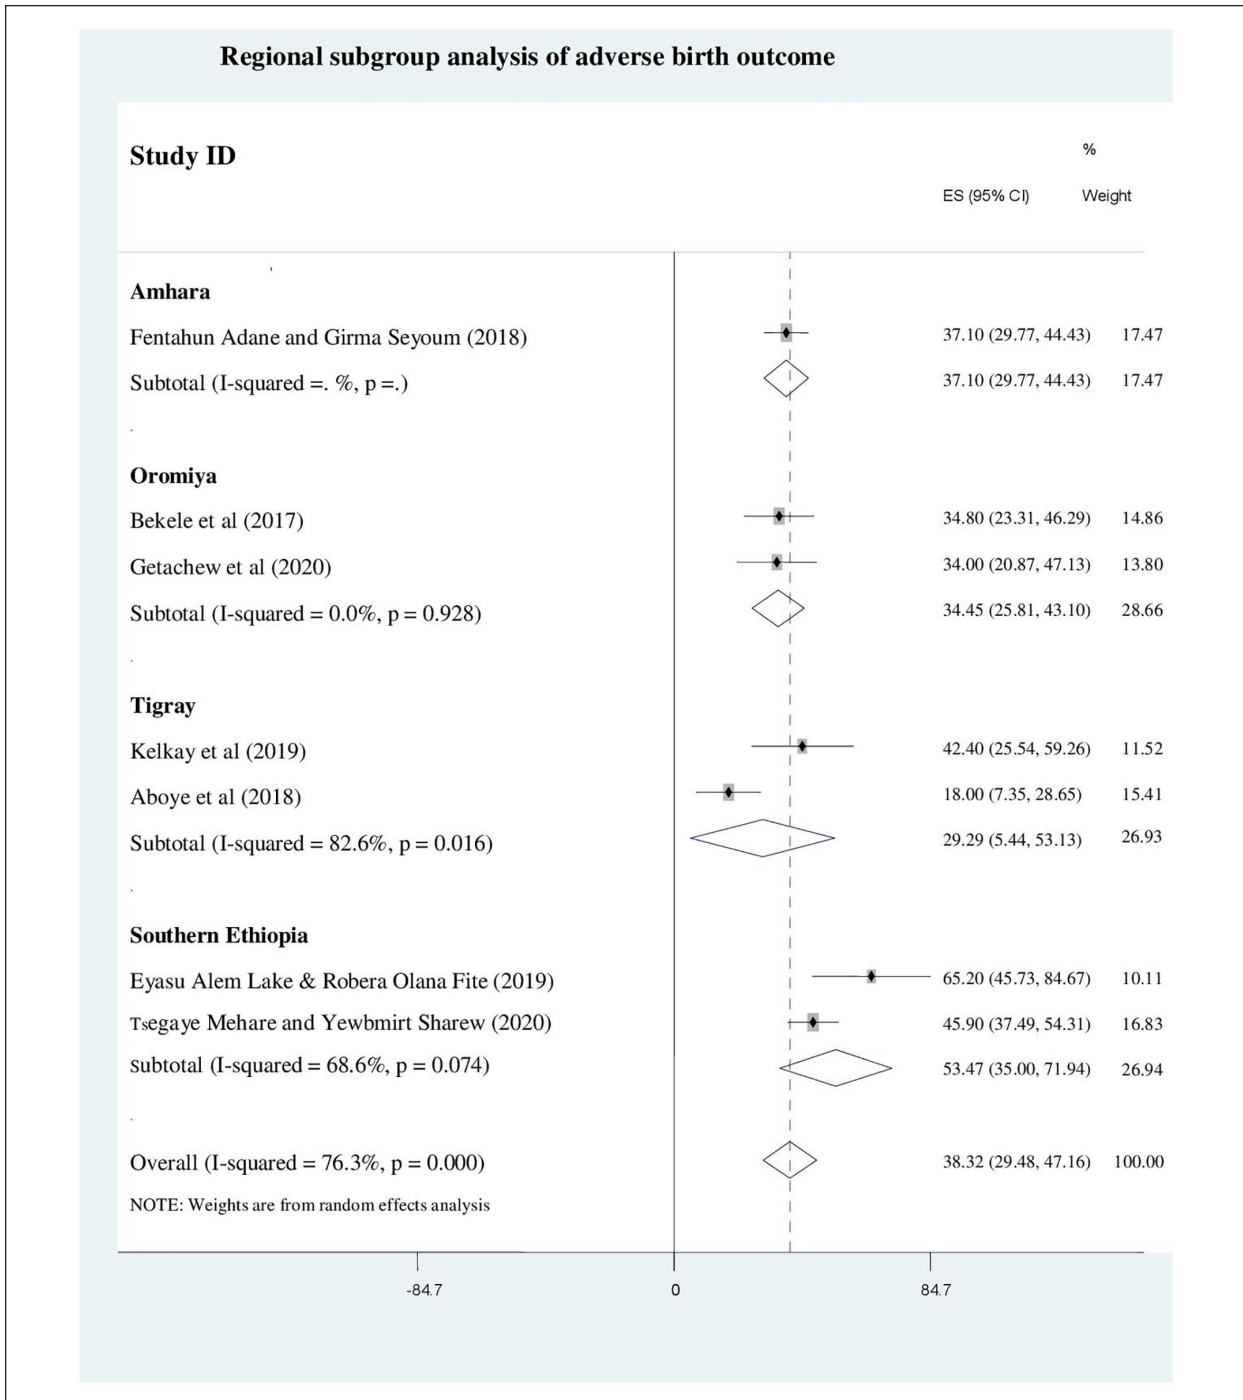 Regional subgroup analysis of adverse birth outcome
Study ID
%
ES (95% CI) Weight
Amhara
Fentahun Adane and Girma Seyoum (2018) 37.10 (29.77, 44.43) 17.47
Subtotal (I-squared =. %, p =.) 37.10 (29.77, 44.43) 17.47
.
Oromiya
Bekele et al (2017) 34.80 (23.31, 46.29) 14.86
Getachew et al (2020) 34.00 (20.87, 47.13) 13.80
Subtotal (I-squared = 0.0%, p = 0.928) 34.45 (25.81, 43.10) 28.66
.
Tigray
Kelkay et al (2019) 42.40 (25.54, 59.26) 11.52
Aboye et al (2018) 18.00 (7.35, 28.65) 15.41
Subtotal (I-squared = 82.6%, p = 0.016) 29.29 (5.44, 53.13) 26.93
.
Southern Ethiopia
Eyasu Alem Lake & Robera Olana Fite (2019) 65.20 (45.73, 84.67) 10.11
Tsegaye Mehare and Yewbmirt Sharew (2020) 45.90 (37.49, 54.31) 16.83
Subtotal (I-squared = 68.6%, p = 0.074) 53.47 (35.00, 71.94) 26.94
.
Overall (I-squared = 76.3%, p = 0.000) 38.32 (29.48, 47.16) 100.00
NOTE: Weights are from random effects analysis
-84.7 0 84.7